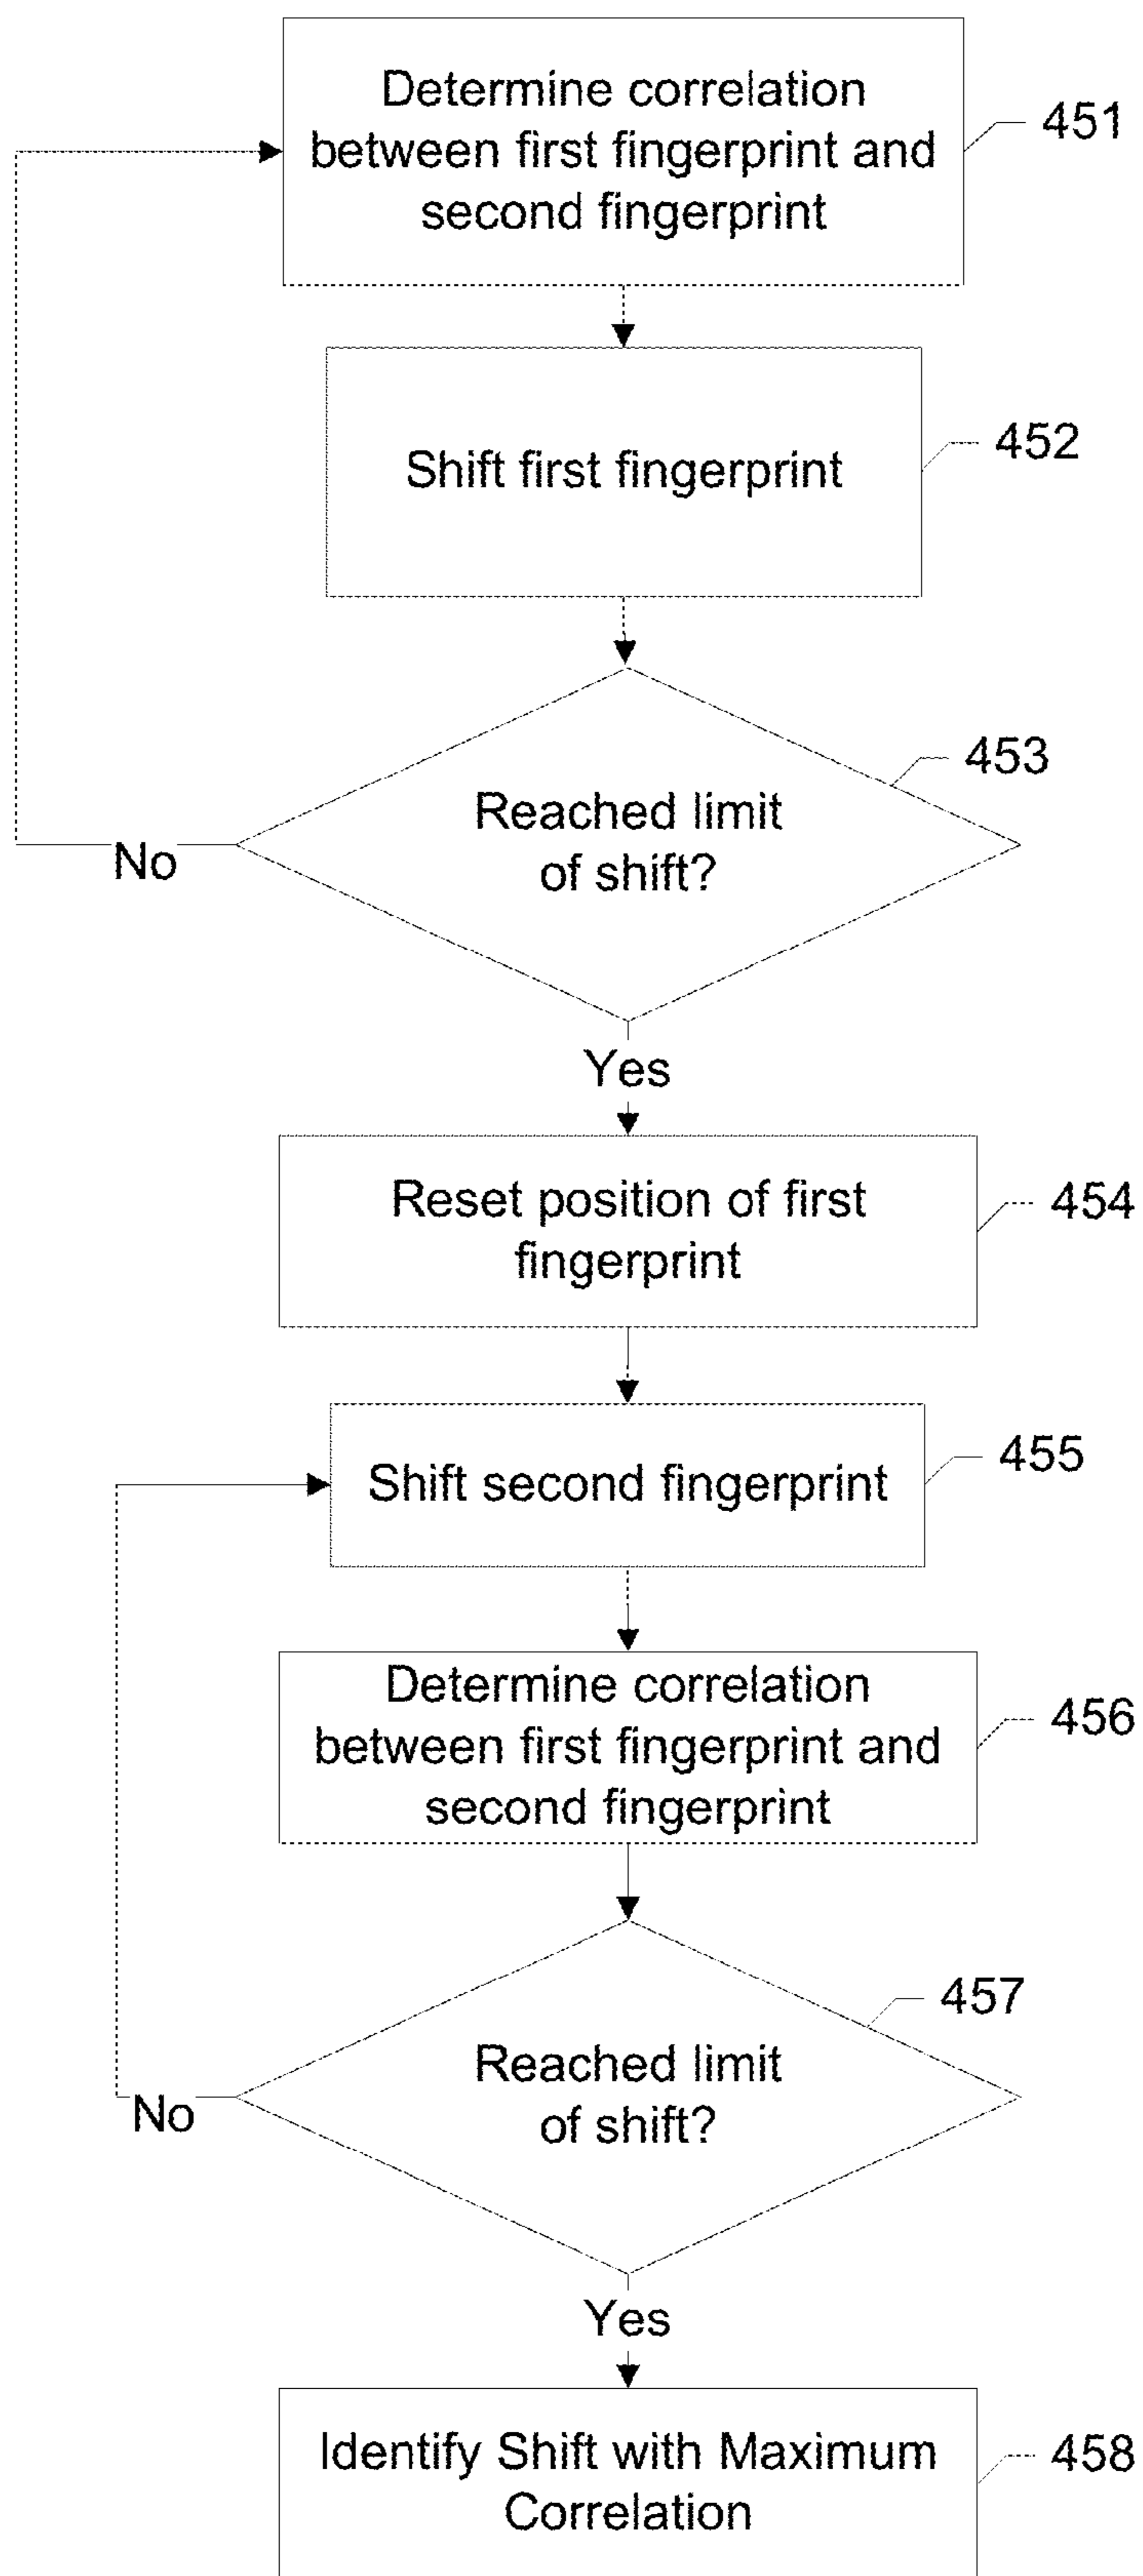 Determine correlation
between first fingerprint and
second fingerprint
451
Shift first fingerprint
452
Reached limit
of shift?
453
No
Yes
Reset position of first
fingerprint
454
Shift second fingerprint
455
Determine correlation
between first fingerprint and
second fingerprint
456
Reached limit
of shift?
457
No
Yes
Identify Shift with Maximum
Correlation
458